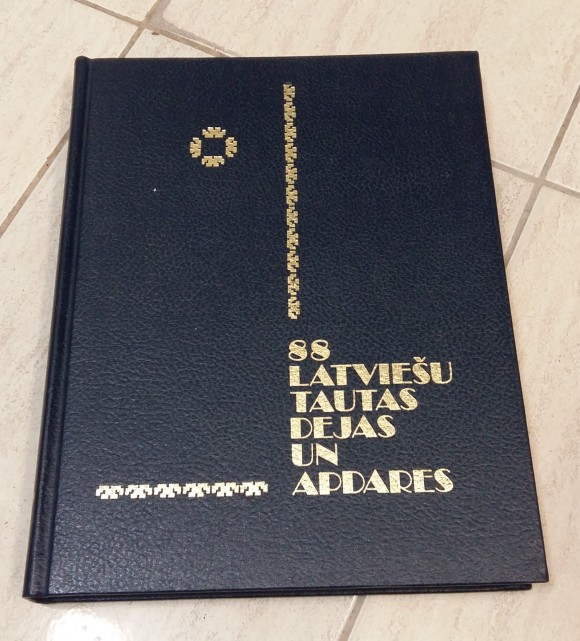 88
LATVIEŠU
TAUTAS
DEJAS
UN
APDARES